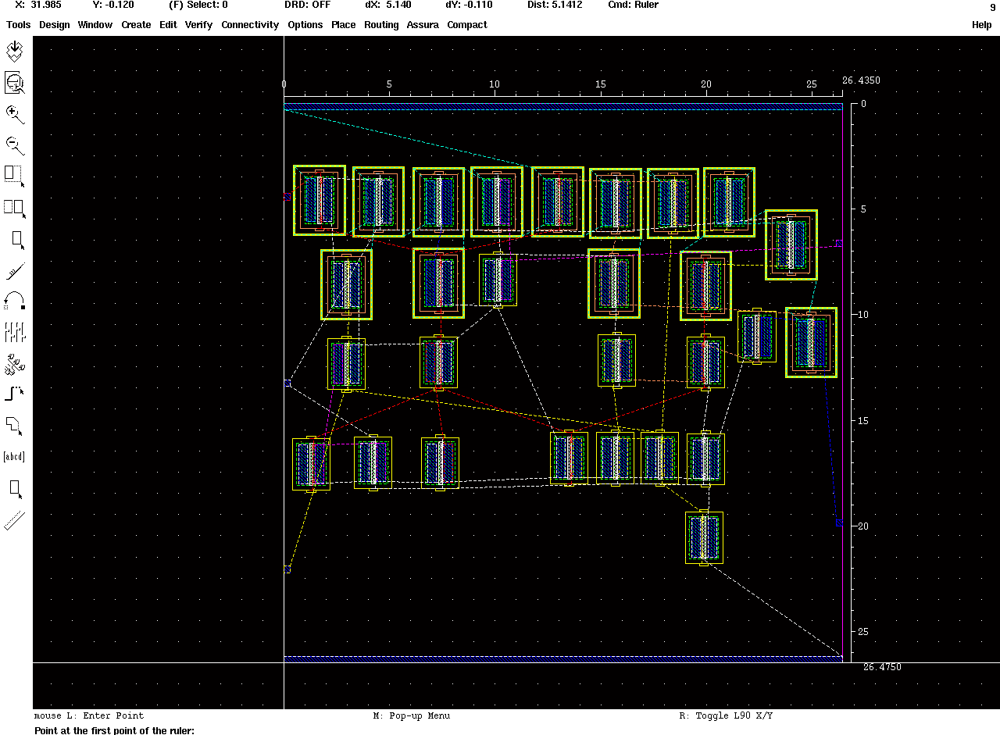 X: 31.985 Y: -0.120 (F) Select: 0 DRD: OFF dX: 5.140 dY: -0.110 Dist: 5.1412 Cmd: Ruler 9
Tools Design Window Create Edit Verify Connectivity Options Place Routing Assura Compact Help
0 5 10 15 20 25 26.4350
0
5
10
15
20
25
26.4750
[abcd]
mouse L: Enter Point M: Pop-up Menu R: Toggle L90 X/Y
Point at the first point of the ruler: